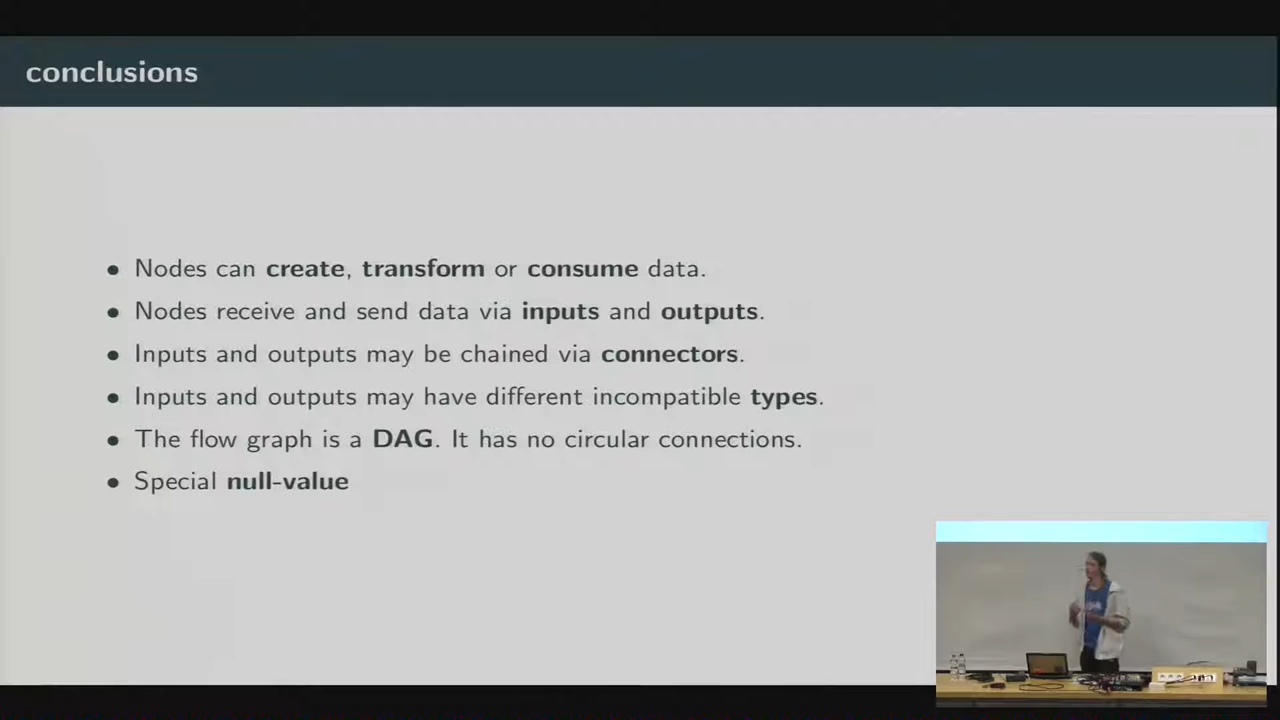 conclusions
• Nodes can create, transform or consume data.
• Nodes receive and send data via inputs and outputs.
• Inputs and outputs may be chained via connectors.
• Inputs and outputs may have different incompatible types.
• The flow graph is a DAG. It has no circular connections.
• Special null-value